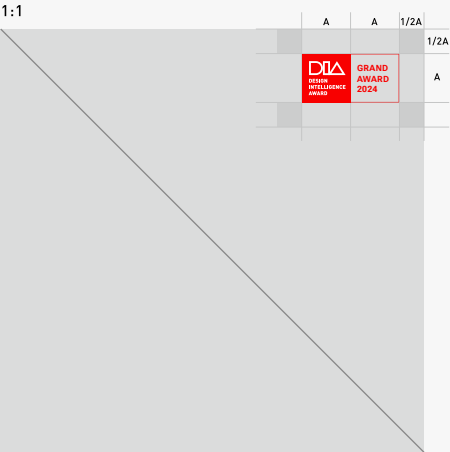 1:1
A
A
1/2A
1/2A
A
DIA
DESIGN
INTELLIGENCE
AWARD
GRAND
AWARD
2024